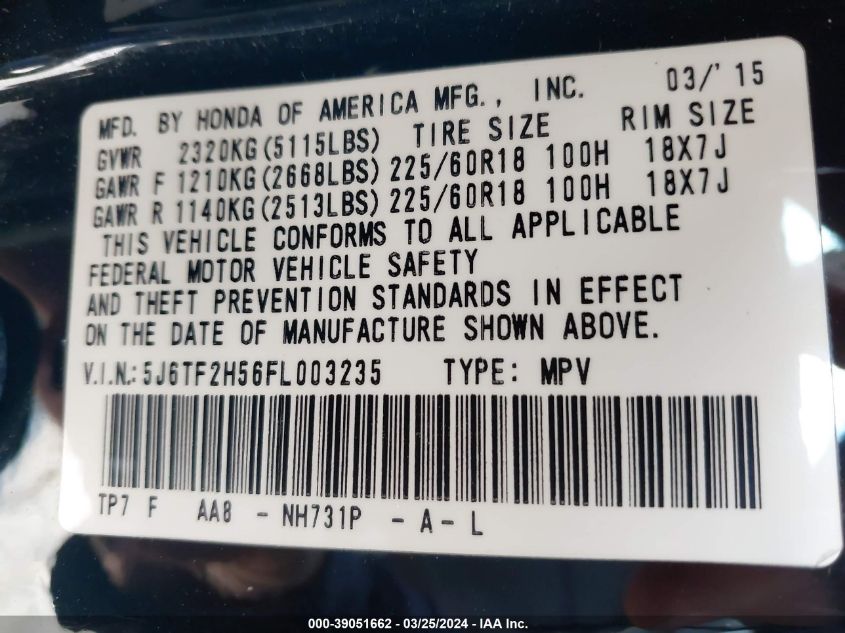 MFD. BY HONDA OF AMERICA MFG., INC. 03/'15
GVWR 2320KG(5115LBS) TIRE SIZE RIM SIZE
GAWR F 1210KG(2668LBS) 225/60R18 100H 18X7J
GAWR R 1140KG(2513LBS) 225/60R18 100H 18X7J
THIS VEHICLE CONFORMS TO ALL APPLICABLE
FEDERAL MOTOR VEHICLE SAFETY
AND THEFT PREVENTION STANDARDS IN EFFECT
ON THE DATE OF MANUFACTURE SHOWN ABOVE.
V.I.N.: 5J6TF2H56FL003235 TYPE: MPV
TP7 F AA8 - NH731P - A - L
000-39051662 - 03/25/2024 - IAA Inc.